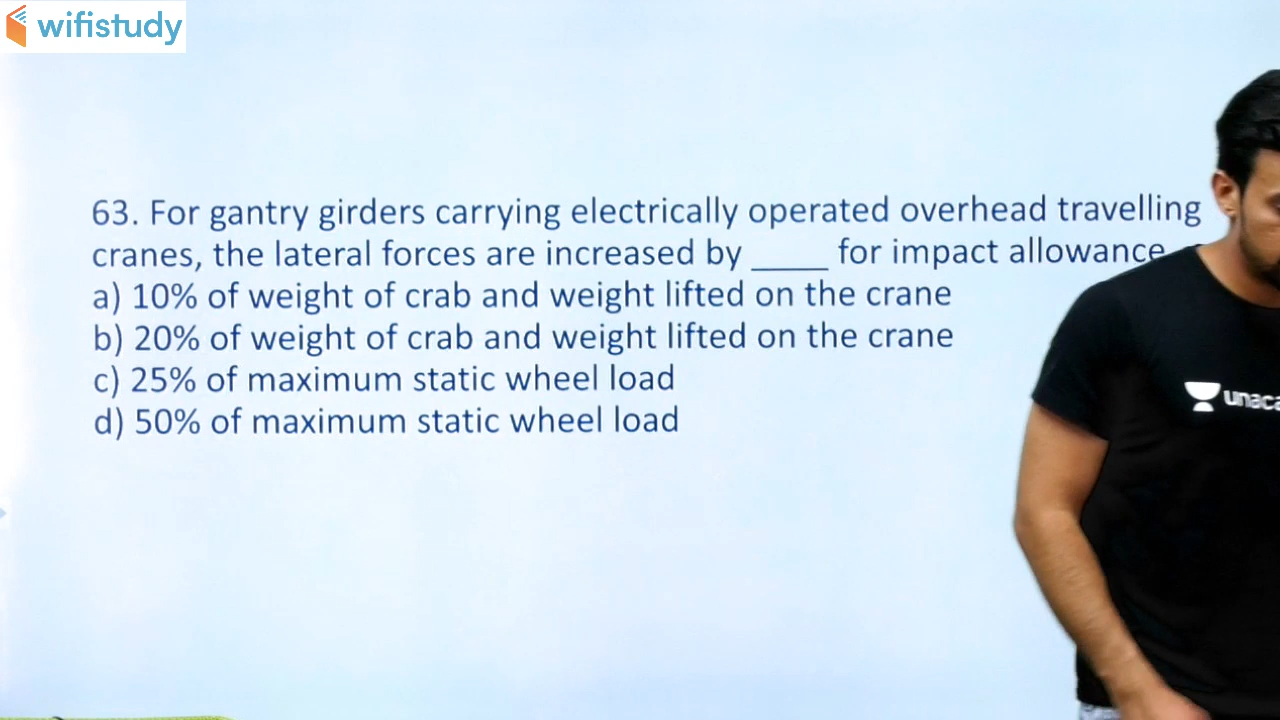 wifistudy
63. For gantry girders carrying electrically operated overhead travelling
cranes, the lateral forces are increased by ____ for impact allowance
a) 10% of weight of crab and weight lifted on the crane
b) 20% of weight of crab and weight lifted on the crane
c) 25% of maximum static wheel load
d) 50% of maximum static wheel load